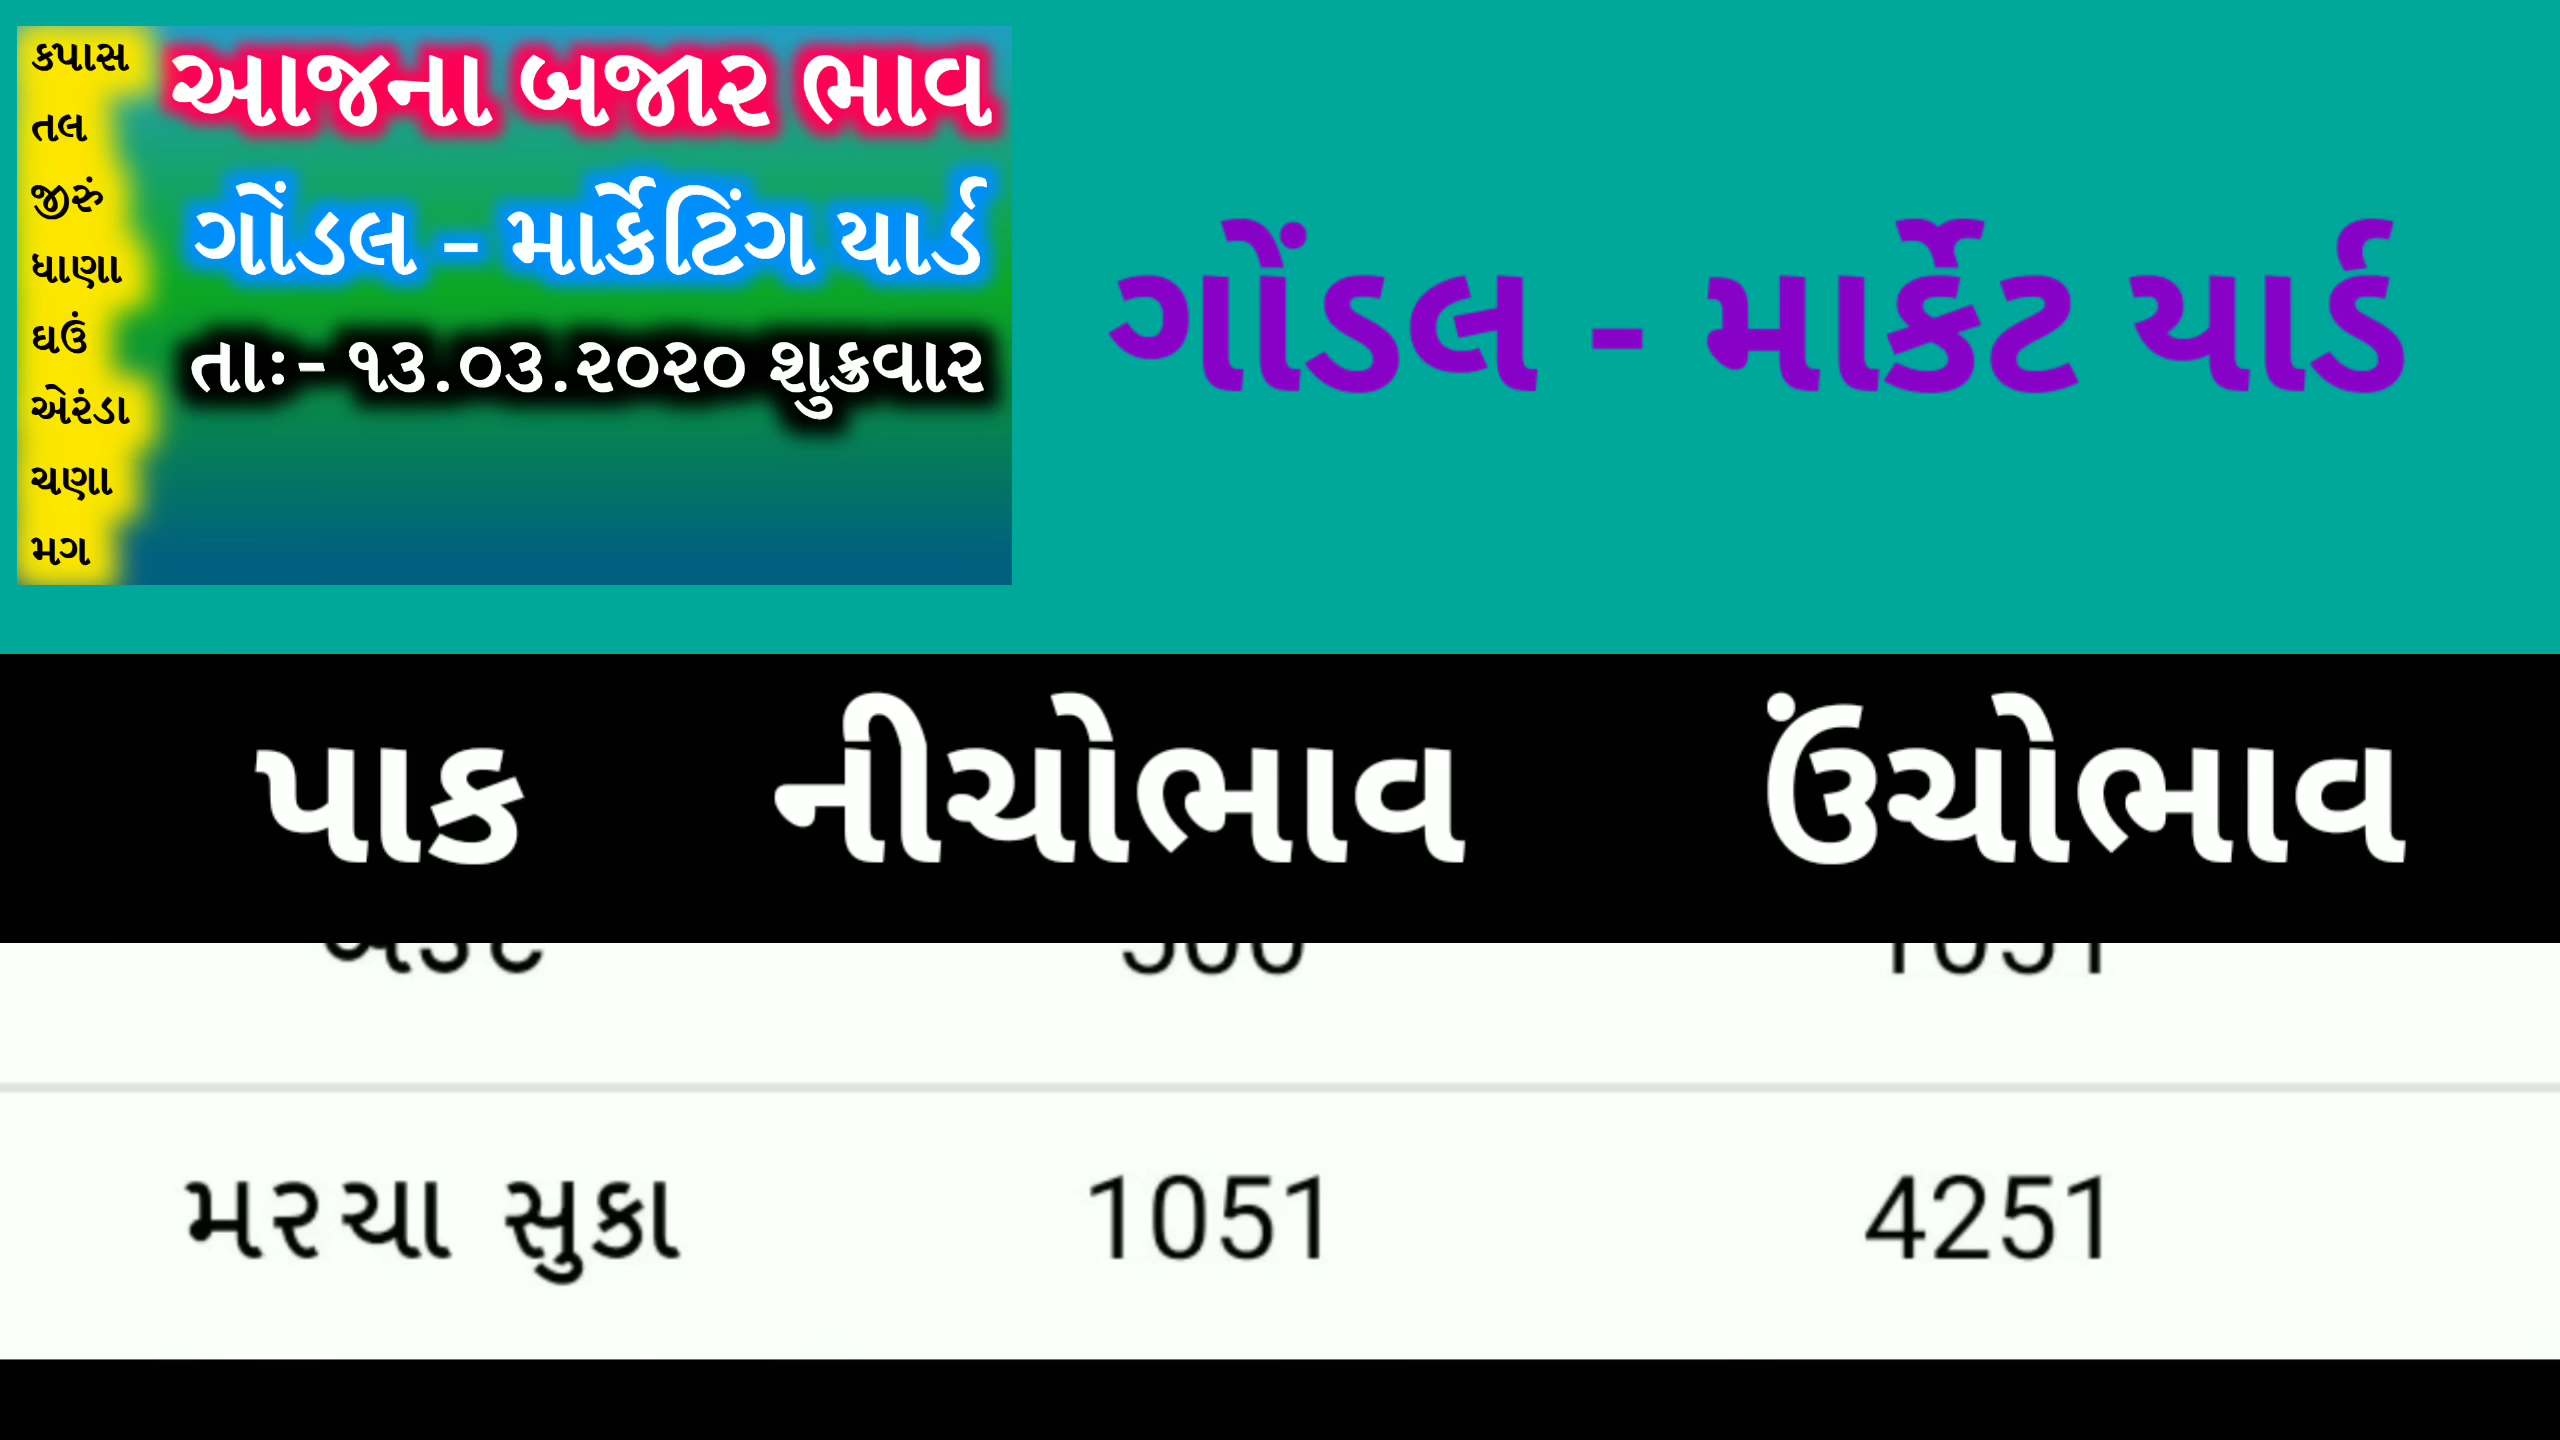 કપાસ
તલ
જીરું
ધાણા
ઘઉં
એરંડા
ચણા
મગ
આજના બજાર ભાવ
ગોંડલ - માર્કેટિંગ યાર્ડ
તાઃ- ૧૩.૦૩.૨૦૨૦ શુક્રવાર
ગોંડલ - માર્કેટ યાર્ડ
પાક નીચોભાવ ઉંચોભાવ
મરચા સુકા 1051 4251